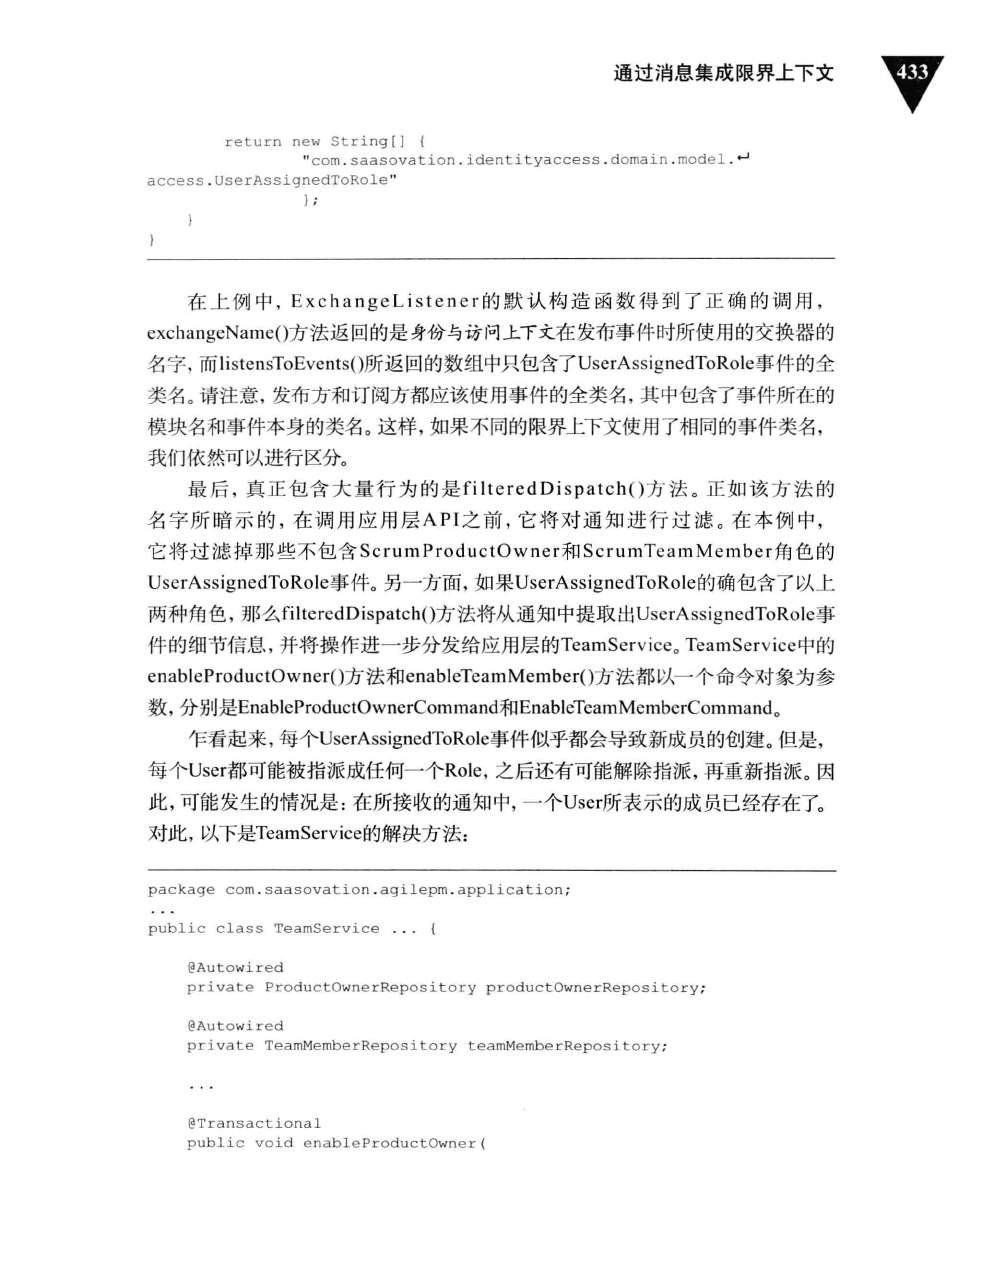 通过消息集成限界上下文 433
return new String[] {
"com.saasovation.identityaccess.domain.model.↵
access.UserAssignedToRole"
};
}
}
在上例中, ExchangeListener的默认构造函数得到了正确的调用,
exchangeName()方法返回的是身份与访问上下文在发布事件时所使用的交换器的
名字, 而listensToEvents()所返回的数组中只包含了UserAssignedToRole事件的全
类名。请注意, 发布方和订阅方都应该使用事件的全类名, 其中包含了事件所在的
模块名和事件本身的类名。这样, 如果不同的限界上下文使用了相同的事件类名,
我们依然可以进行区分。
最后, 真正包含大量行为的是filteredDispatch()方法。正如该方法的
名字所暗示的, 在调用应用层API之前, 它将对通知进行过滤。在本例中,
它将过滤掉那些不包含ScrumProductOwner和ScrumTeamMember角色的
UserAssignedToRole事件。另一方面, 如果UserAssignedToRole的确包含了以上
两种角色, 那么filteredDispatch()方法将从通知中提取出UserAssignedToRole事
件的细节信息, 并将操作进一步分发给应用层的TeamService。TeamService中的
enableProductOwner()方法和enableTeamMember()方法都以一个命令对象为参
数, 分别是EnableProductOwnerCommand和EnableTeamMemberCommand。
乍看起来, 每个UserAssignedToRole事件似乎都会导致新成员的创建。但是,
每个User都可能被指派成任何一个Role, 之后还有可能解除指派, 再重新指派。因
此, 可能发生的情况是: 在所接收的通知中, 一个User所表示的成员已经存在了。
对此, 以下是TeamService的解决方法:
package com.saasovation.agilepm.application;
...
public class TeamService ... {
@Autowired
private ProductOwnerRepository productOwnerRepository;
@Autowired
private TeamMemberRepository teamMemberRepository;
...
@Transactional
public void enableProductOwner(